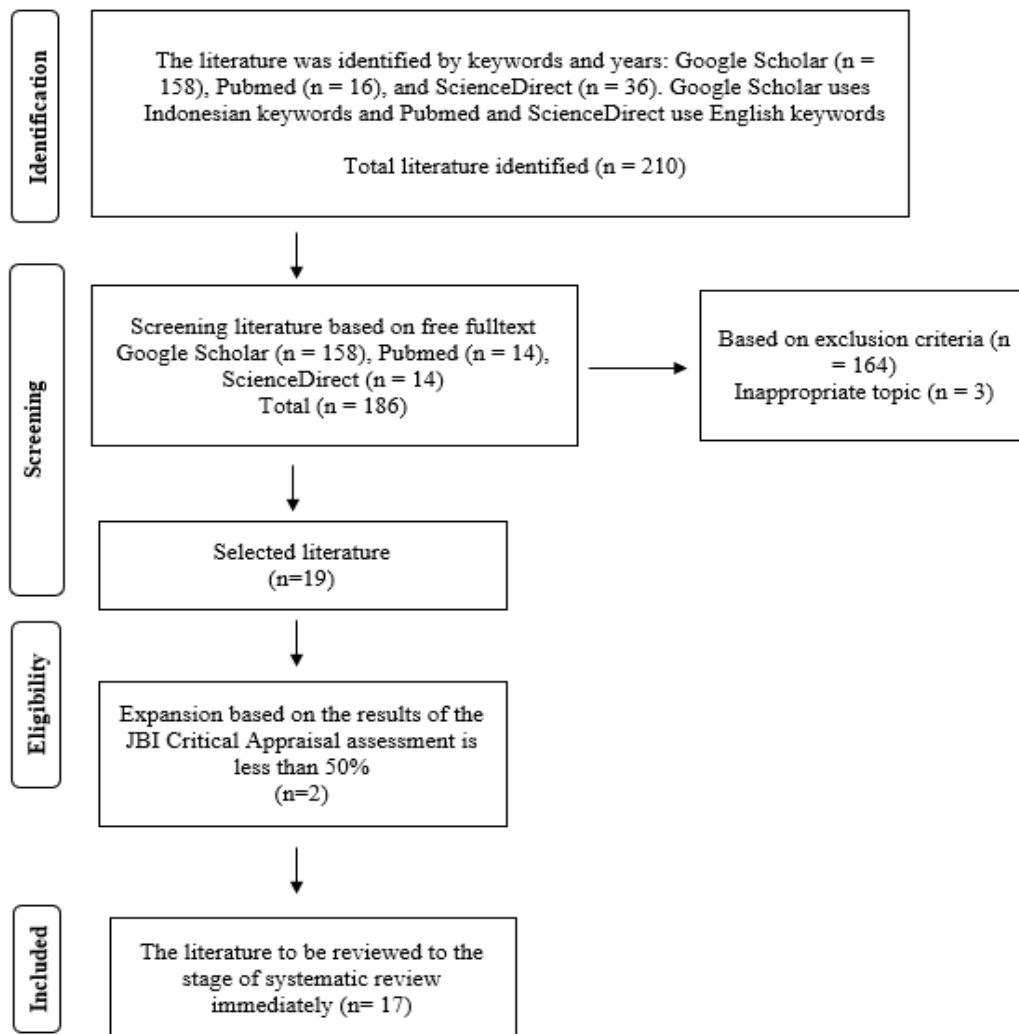 Identification
The literature was identified by keywords and years: Google Scholar (n =
158), Pubmed (n = 16), and ScienceDirect (n = 36). Google Scholar uses
Indonesian keywords and Pubmed and ScienceDirect use English keywords
Total literature identified (n = 210)
Screening
Screening literature based on free fulltext
Google Scholar (n = 158), Pubmed (n = 14),
ScienceDirect (n = 14)
Total (n = 186)
Based on exclusion criteria (n
= 164)
Inappropriate topic (n = 3)
Selected literature
(n=19)
Eligibility
Expansion based on the results of the
JBI Critical Appraisal assessment is
less than 50%
(n=2)
Included
The literature to be reviewed to the
stage of systematic review
immediately (n= 17)